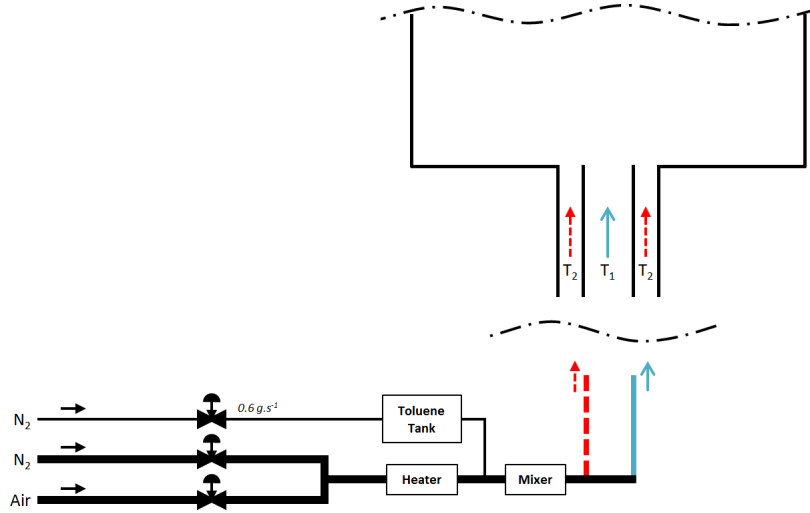 T₂ T₁ T₂
0.6 g.s⁻¹
N₂
Toluene
Tank
N₂
Heater
Mixer
Air